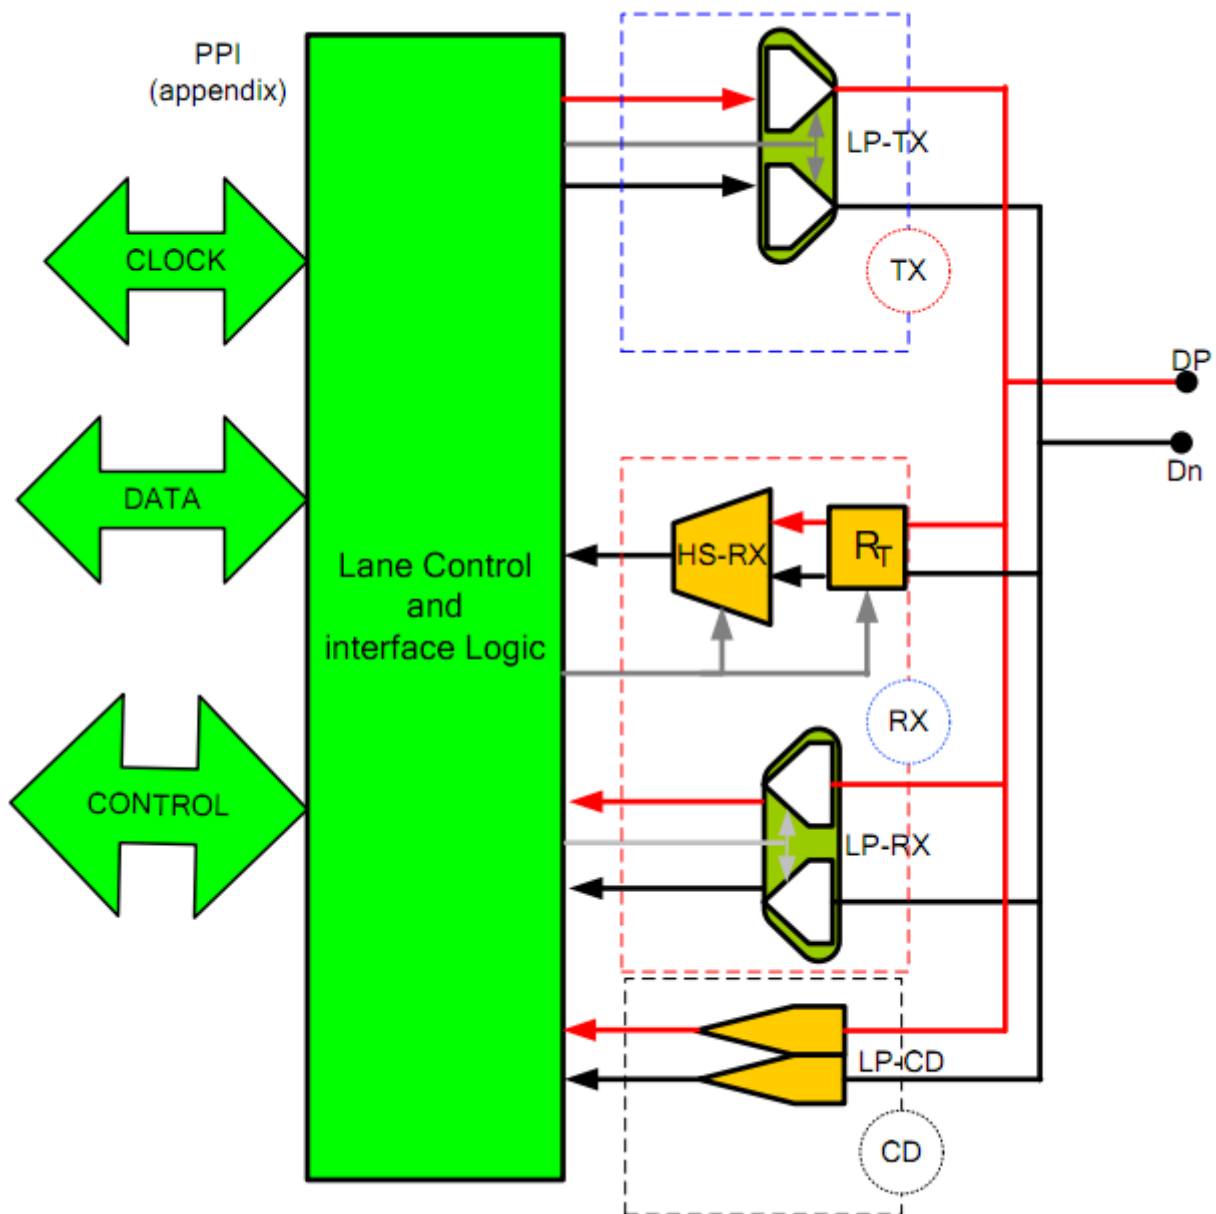 PPI
(appendix)
LP-TX
CLOCK
TX
DP
Dn
DATA
HS-RX
RT
Lane Control
and
interface Logic
RX
CONTROL
LP-RX
LP-CD
CD